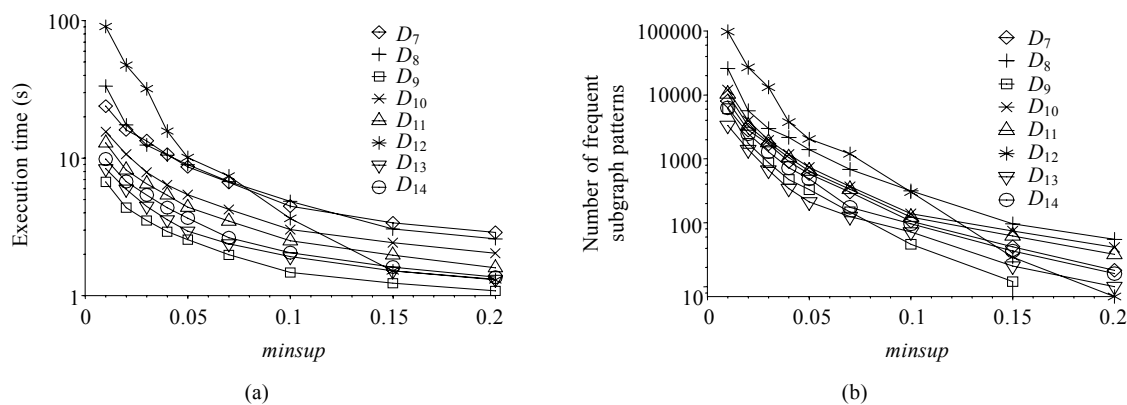 100
10
1
0
0.05
0.1
0.15
0.2
Execution time (s)
minsup
D7
D8
D9
D10
D11
D12
D13
D14
(a)
100000
10000
1000
100
10
0
0.05
0.1
0.15
0.2
Number of frequent
subgraph patterns
minsup
D7
D8
D9
D10
D11
D12
D13
D14
(b)